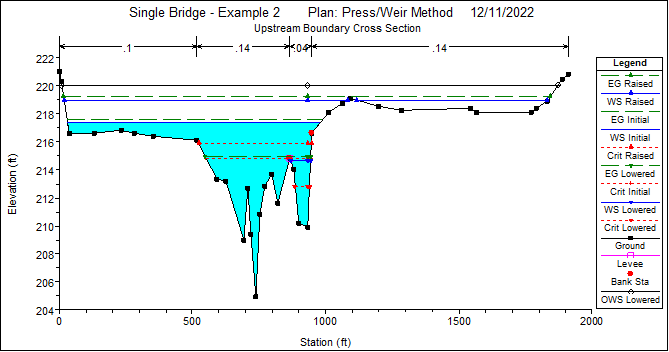 Single Bridge - Example 2 Plan: Press/Weir Method 12/11/2022
Upstream Boundary Cross Section
.1 .14 .04 .14
222
220
218
216
214
212
210
208
206
204
Elevation (ft)
0 500 1000 1500 2000
Station (ft)
Legend
EG Raised
WS Raised
EG Initial
WS Initial
Crit Raised
EG Lowered
Crit Initial
WS Lowered
Crit Lowered
Ground
Levee
Bank Sta
OWS Lowered